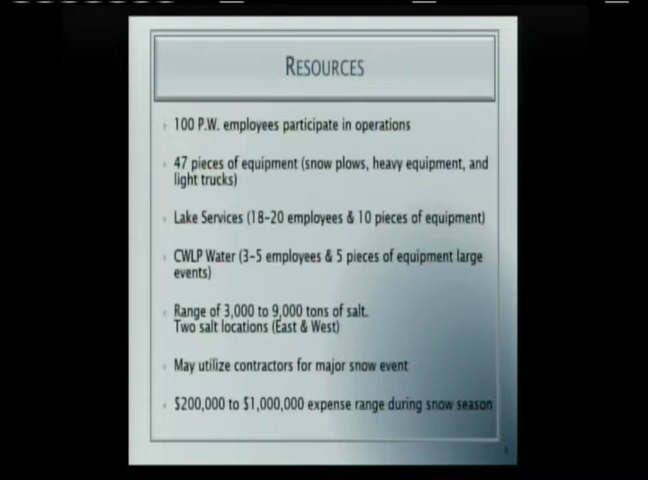 RESOURCES
100 P.W. employees participate in operations
47 pieces of equipment (snow plows, heavy equipment, and
light trucks)
Lake Services (18-20 employees & 10 pieces of equipment)
CWLP Water (3-5 employees & 5 pieces of equipment large
events)
Range of 3,000 to 9,000 tons of salt.
Two salt locations (East & West)
May utilize contractors for major snow event
$200,000 to $1,000,000 expense range during snow season